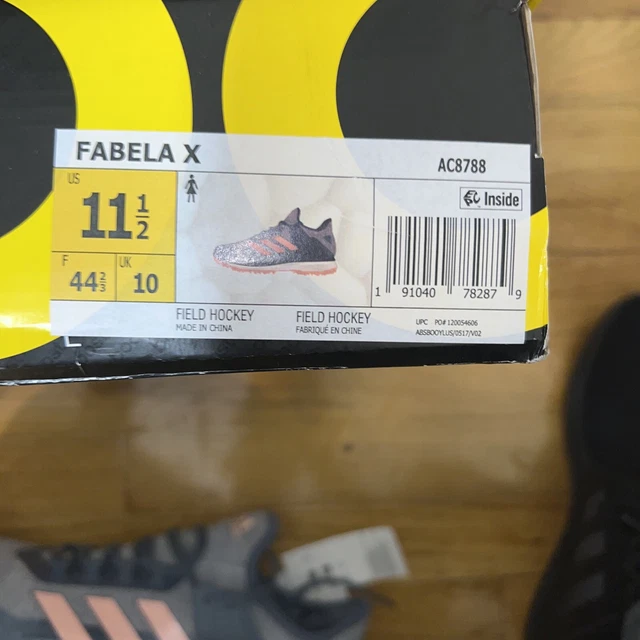 FABELA X
AC8788
US
11 1/2
F
44 2/3
UK
10
Inside
1 91040 78287 9
FIELD HOCKEY
MADE IN CHINA
FIELD HOCKEY
FABRIQUÉ EN CHINE
UPC PO# 120054606
ABSBOOYLUS/0517/V02